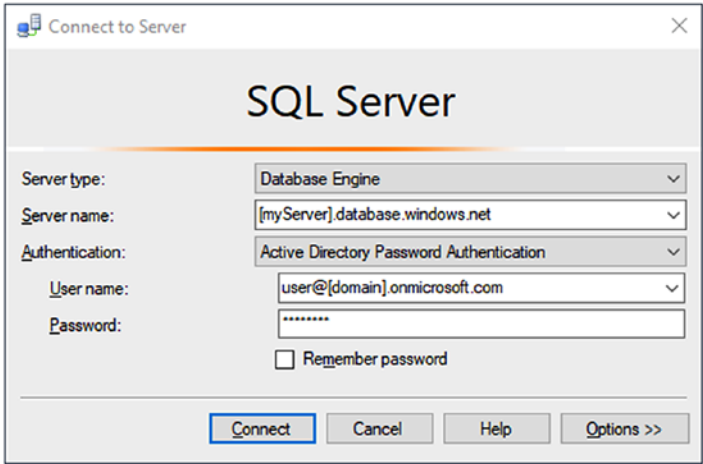 Connect to Server
SQL Server
Server type: Database Engine
Server name: [myServer].database.windows.net
Authentication: Active Directory Password Authentication
User name: user@[domain].onmicrosoft.com
Password: ********
Remember password
Connect Cancel Help Options >>